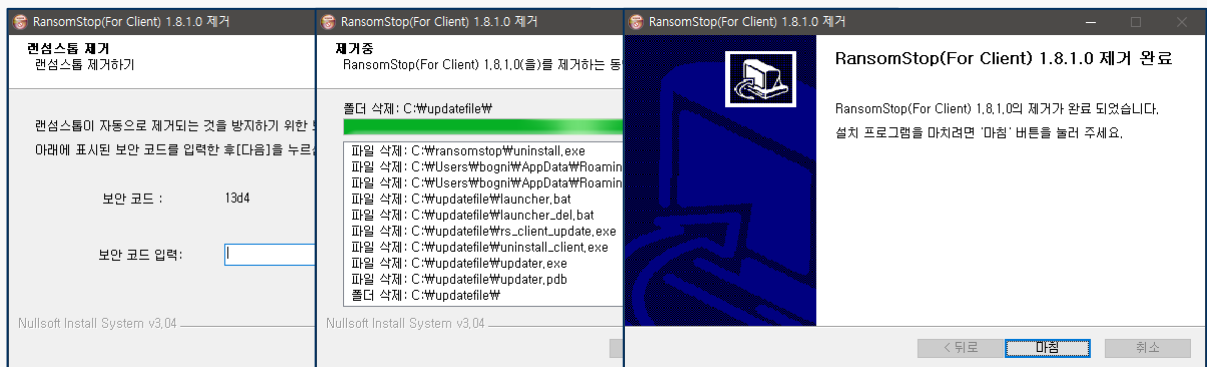 RansomStop(For Client) 1.8.1.0 제거
랜섬스톱 제거
랜섬스톱 제거하기
랜섬스톱이 자동으로 제거되는 것을 방지하기 위한
아래에 표시된 보안 코드를 입력한 후[다음]을
보안 코드 :
13d4
보안 코드 입력:
Nullsoft Install System v3.04
RansomStop(For Client) 1.8.1.0 제거
제거중
RansomStop(For Client) 1.8.1.0(을)를 제거하는
폴더 삭제: C:₩updatefile₩
파일 삭제: C:₩ransomstop₩uninstall.exe
파일 삭제: C:₩Users₩bogni₩AppData₩Roamin
파일 삭제: C:₩Users₩bogni₩AppData₩Roamin
파일 삭제: C:₩updatefile₩launcher.bat
파일 삭제: C:₩updatefile₩launcher_del.bat
파일 삭제: C:₩updatefile₩rs_client_update.exe
파일 삭제: C:₩updatefile₩uninstall_client.exe
파일 삭제: C:₩updatefile₩updater.exe
파일 삭제: C:₩updatefile₩updater.pdb
폴더 삭제: C:₩updatefile₩
Nullsoft Install System v3.04
RansomStop(For Client) 1.8.1.0 제거
RansomStop(For Client) 1.8.1.0 제거 완료
RansomStop(For Client) 1.8.1.0의 제거가 완료 되었습니다.
설치 프로그램을 마치려면 '마침' 버튼을 눌러 주세요.
< 뒤로
마침
취소